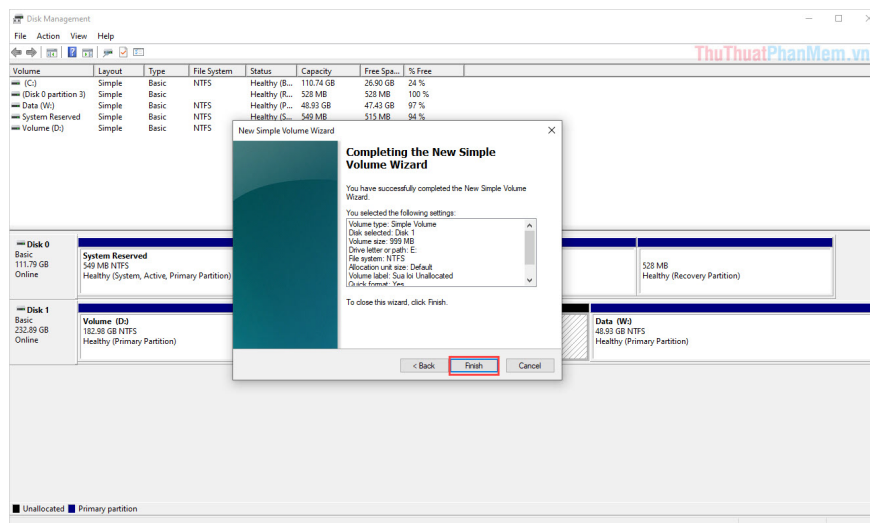 Disk Management
File Action View Help
ThuThuatPhanMem.vn
Volume Layout Type File System Status Capacity Free Spa... % Free
(C:) Simple Basic NTFS Healthy (B... 110.74 GB 26.90 GB 24 %
(Disk 0 partition 3) Simple Basic Healthy (R... 528 MB 528 MB 100 %
Data (W:) Simple Basic NTFS Healthy (P... 48.93 GB 47.43 GB 97 %
System Reserved Simple Basic NTFS Healthy (S... 549 MB 515 MB 94 %
Volume (D:) Simple Basic NTFS
New Simple Volume Wizard
Completing the New Simple
Volume Wizard
You have successfully completed the New Simple Volume
Wizard.
You selected the following settings:
Volume type: Simple Volume
Disk selected: Disk 1
Volume size: 999 MB
Drive letter or path: E:
File system: NTFS
Allocation unit size: Default
Volume label: Sua loi Unallocated
Quick format: Yes
To close this wizard, click Finish.
< Back Finish Cancel
Disk 0
Basic
111.79 GB
Online
System Reserved
549 MB NTFS
Healthy (System, Active, Primary Partition)
528 MB
Healthy (Recovery Partition)
Disk 1
Basic
232.89 GB
Online
Volume (D:)
182.98 GB NTFS
Healthy (Primary Partition)
Data (W:)
48.93 GB NTFS
Healthy (Primary Partition)
Unallocated Primary partition